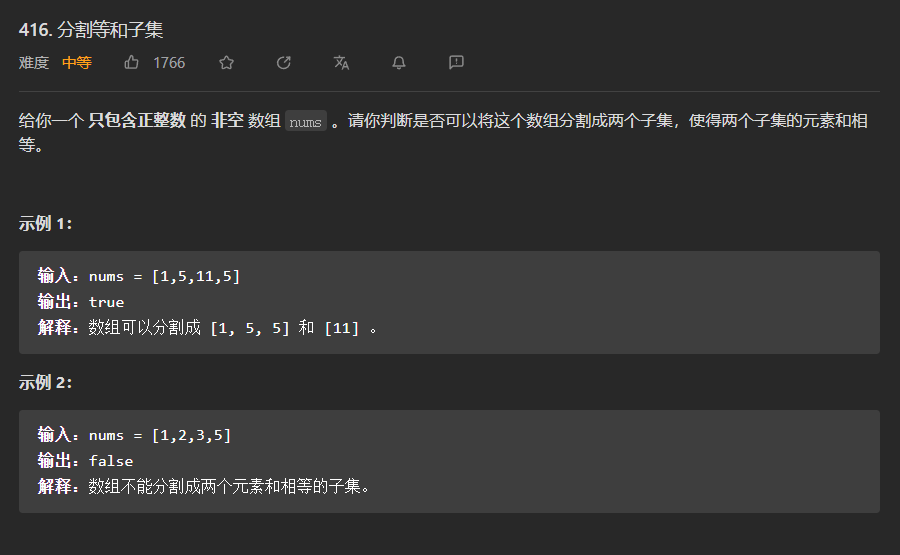 416. 分割等和子集
难度 中等 1766
给你一个 只包含正整数 的 非空 数组 nums 。请你判断是否可以将这个数组分割成两个子集，使得两个子集的元素和相
等。
示例 1：
输入：nums = [1,5,11,5]
输出：true
解释：数组可以分割成 [1, 5, 5] 和 [11] 。
示例 2：
输入：nums = [1,2,3,5]
输出：false
解释：数组不能分割成两个元素和相等的子集。